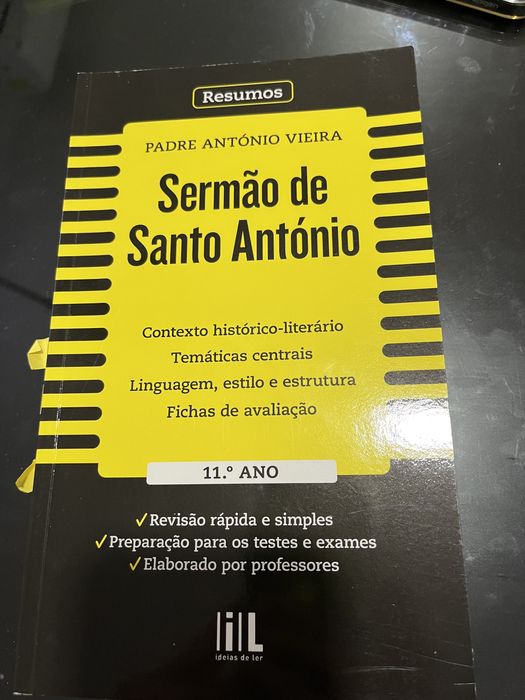 Resumos
PADRE ANTÓNIO VIEIRA
Sermão de
Santo António
Contexto histórico-literário
Temáticas centrais
Linguagem, estilo e estrutura
Fichas de avaliação
11.º ANO
✓Revisão rápida e simples
✓Preparação para os testes e exames
✓Elaborado por professores
|i|L
ideias de ler